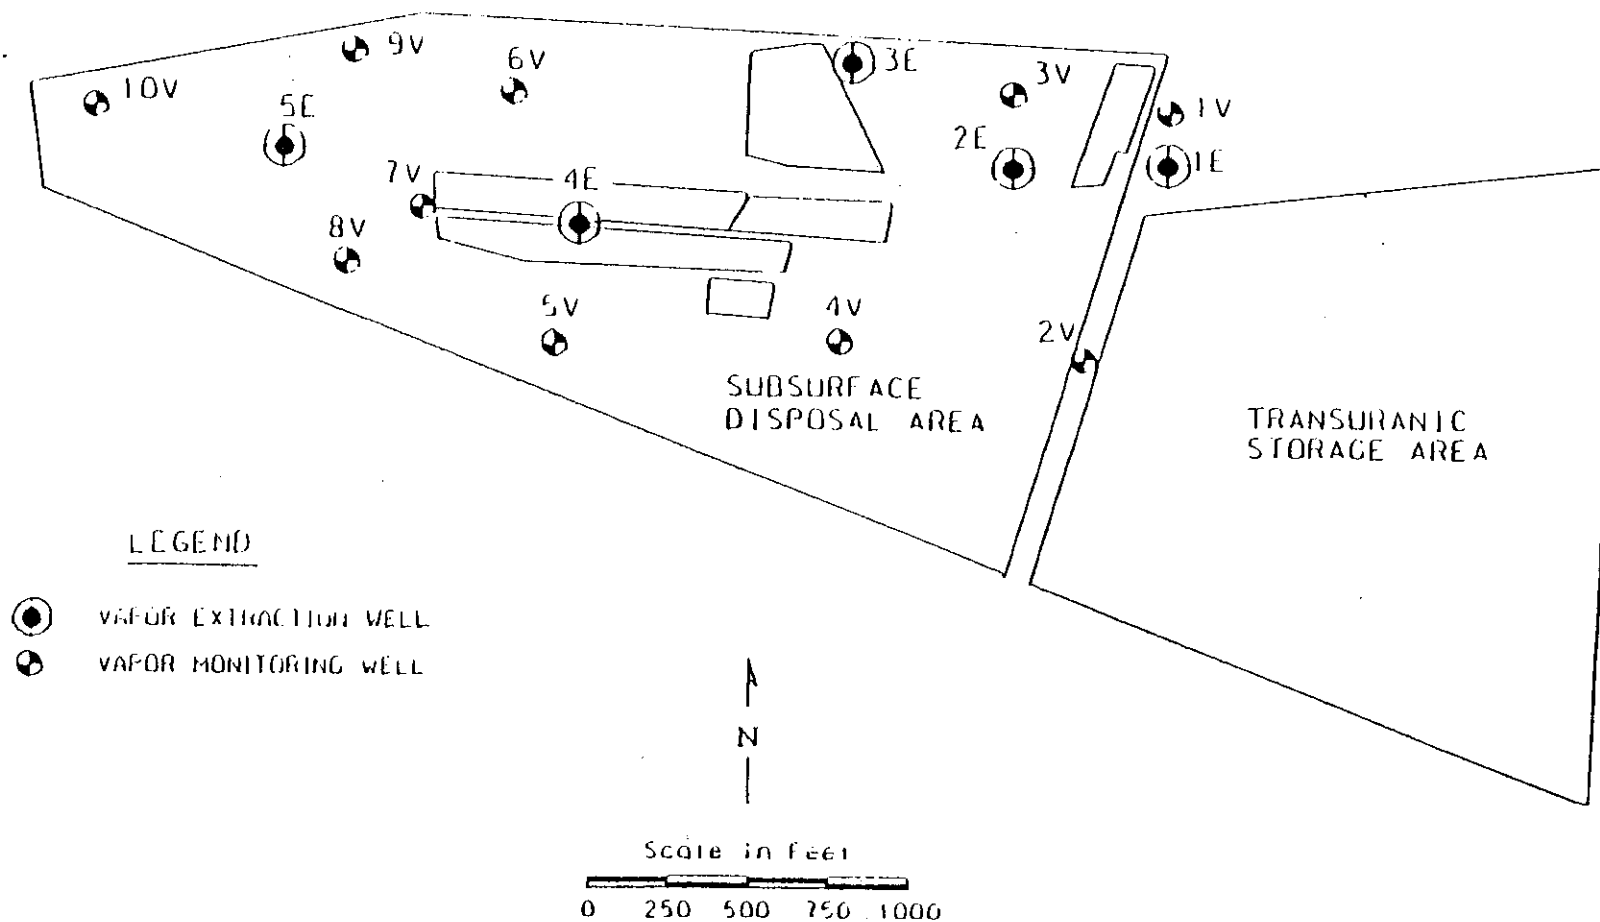 9V
6V
3E
3V
10V
5E
1V
2E
1E
7V
4E
8V
5V
4V
2V
SUBSURFACE
DISPOSAL AREA
TRANSURANIC
STORAGE AREA
LEGEND
VAPOR EXTRACTION WELL
VAPOR MONITORING WELL
N
Scale in feet
0 250 500 750 1000